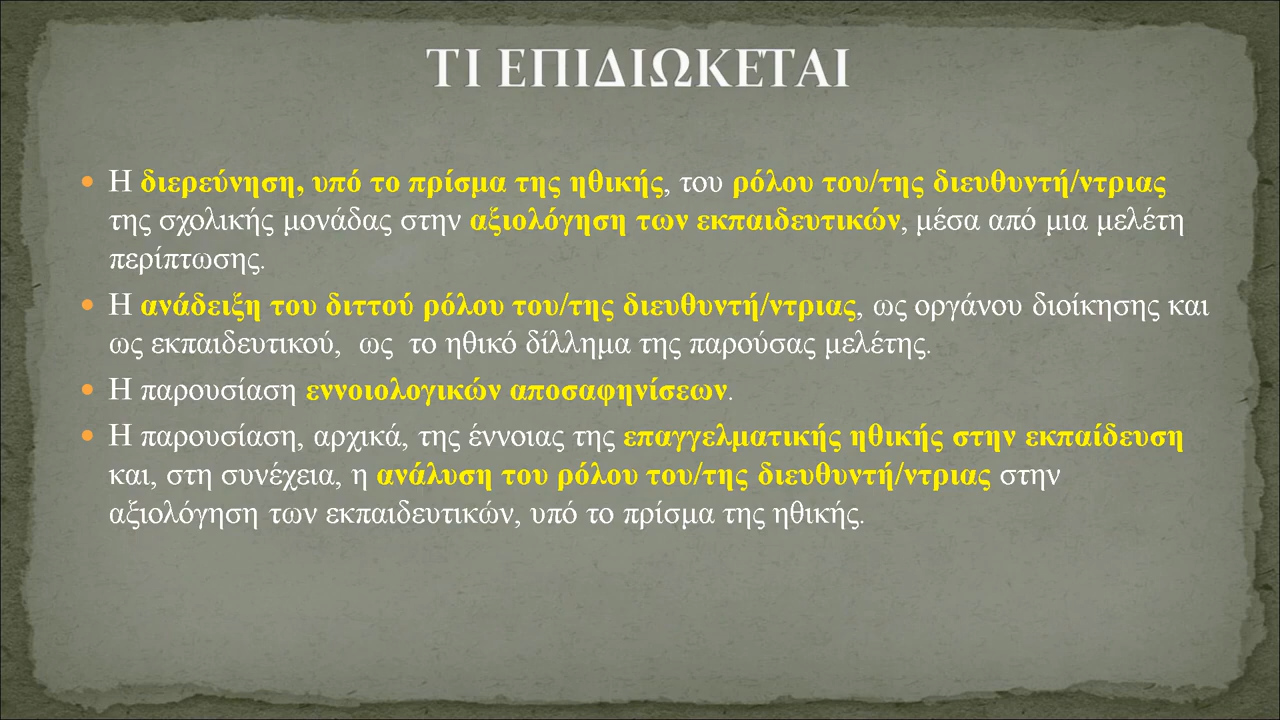 ΤΙ ΕΠΙΔΙΩΚΕΤΑΙ
• Η διερεύνηση, υπό το πρίσμα της ηθικής, του ρόλου του/της διευθυντή/ντριας
της σχολικής μονάδας στην αξιολόγηση των εκπαιδευτικών, μέσα από μια μελέτη
περίπτωσης.
• Η ανάδειξη του διττού ρόλου του/της διευθυντή/ντριας, ως οργάνου διοίκησης και
ως εκπαιδευτικού,  ως  το ηθικό δίλλημα της παρούσας μελέτης.
• Η παρουσίαση εννοιολογικών αποσαφηνίσεων.
• Η παρουσίαση, αρχικά, της έννοιας της επαγγελματικής ηθικής στην εκπαίδευση
και, στη συνέχεια, η ανάλυση του ρόλου του/της διευθυντή/ντριας στην
αξιολόγηση των εκπαιδευτικών, υπό το πρίσμα της ηθικής.